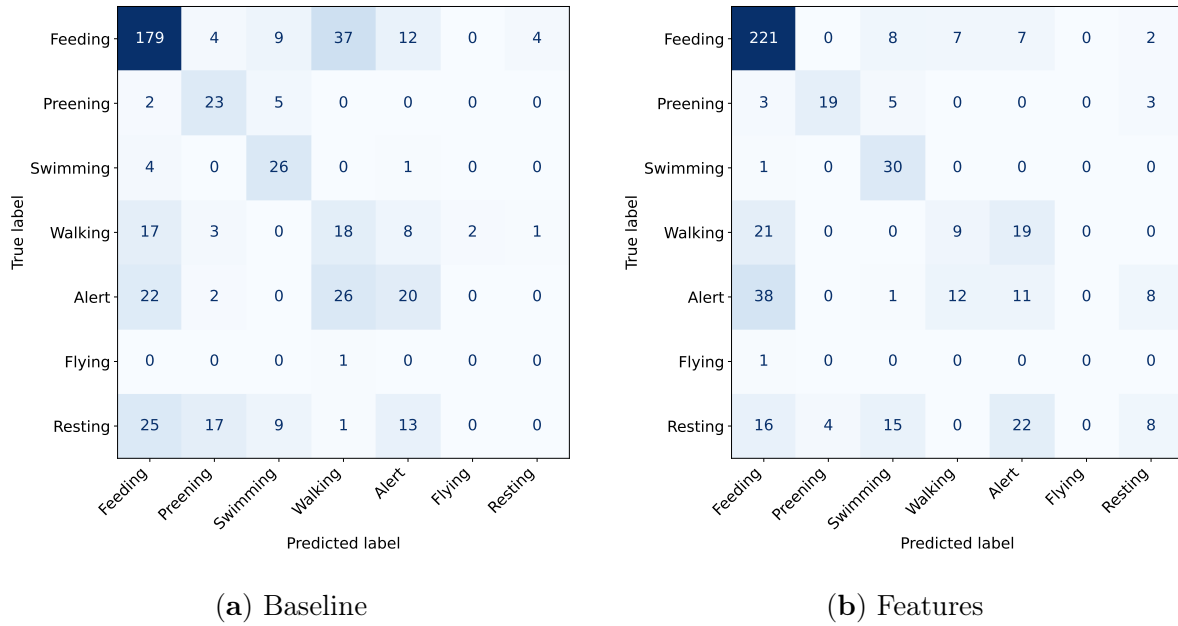 Feeding 179 4 9 37 12 0 4
Preening 2 23 5 0 0 0 0
Swimming 4 0 26 0 1 0 0
Walking 17 3 0 18 8 2 1
Alert 22 2 0 26 20 0 0
Flying 0 0 0 1 0 0 0
Resting 25 17 9 1 13 0 0
True label
Feeding Preening Swimming Walking Alert Flying Resting
Predicted label
(a) Baseline
Feeding 221 0 8 7 7 0 2
Preening 3 19 5 0 0 0 3
Swimming 1 0 30 0 0 0 0
Walking 21 0 0 9 19 0 0
Alert 38 0 1 12 11 0 8
Flying 1 0 0 0 0 0 0
Resting 16 4 15 0 22 0 8
True label
Feeding Preening Swimming Walking Alert Flying Resting
Predicted label
(b) Features